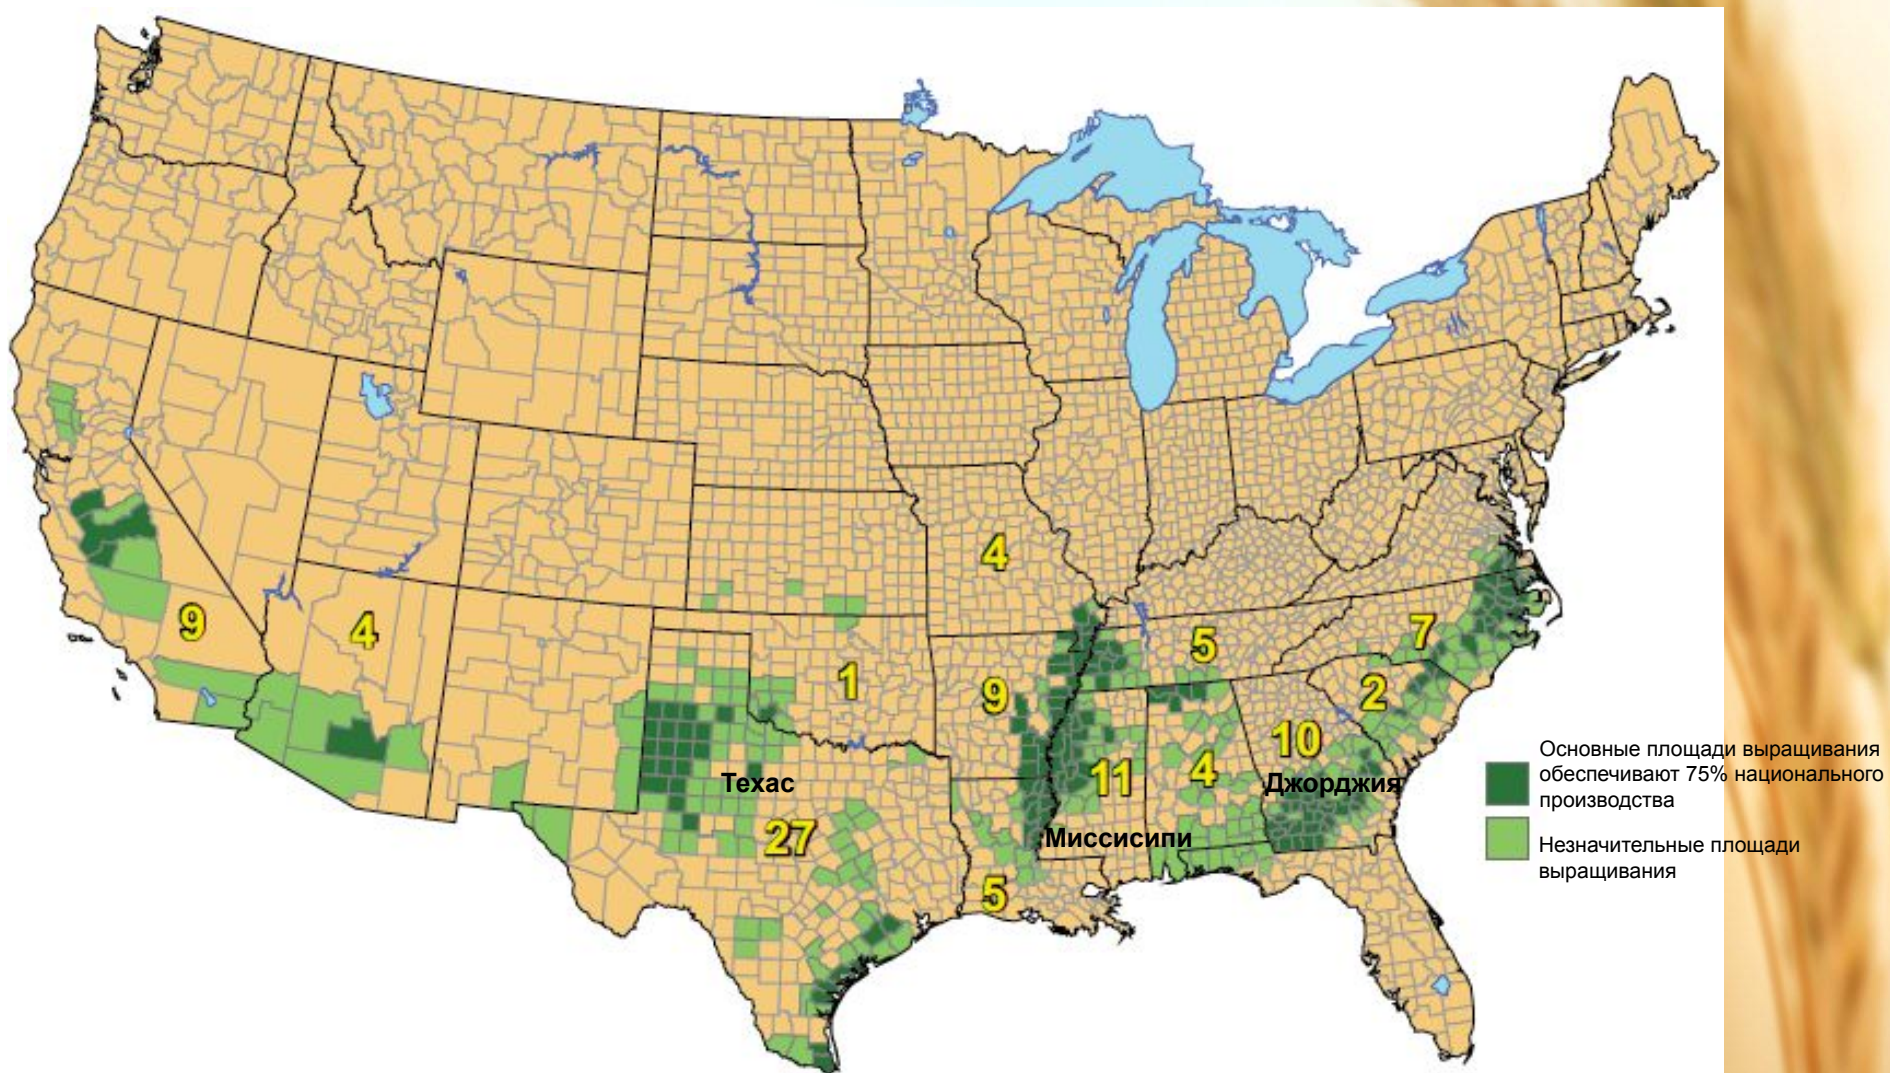 4
9
4
5
7
1
9
2
10
11
4
Техас
Джорджия
27
Миссисипи
5
Основные площади выращивания
обеспечивают 75% национального
производства
Незначительные площади
выращивания